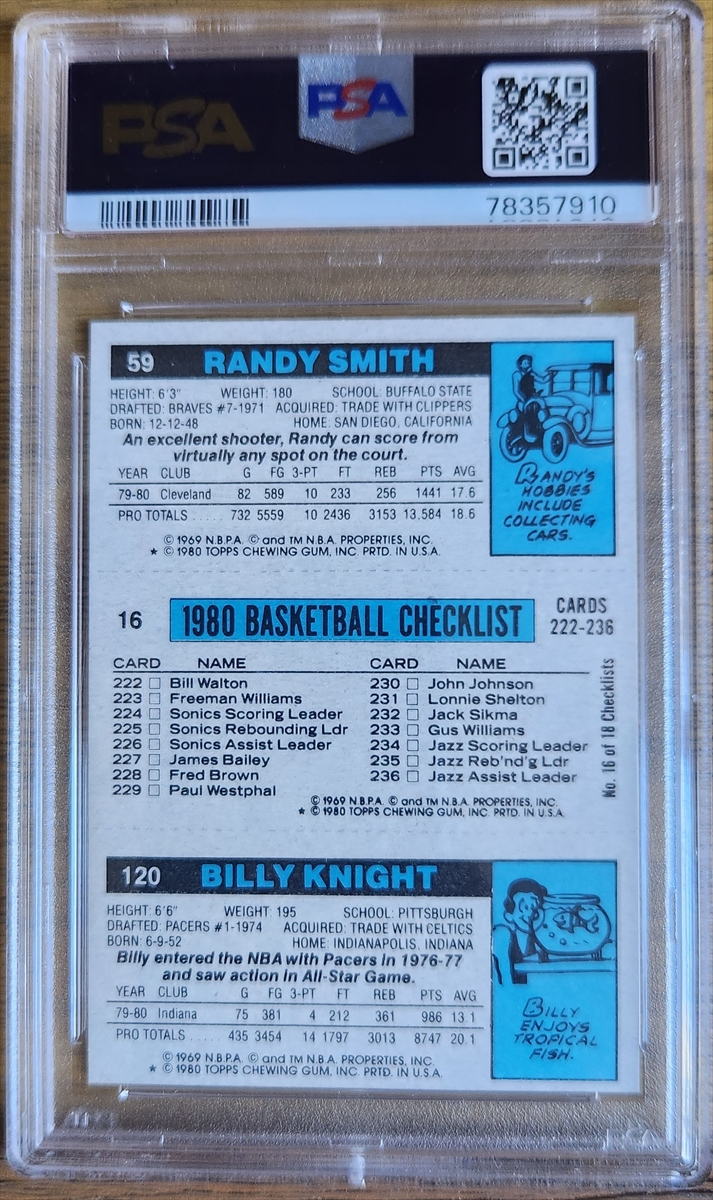 PSA PSA
78357910
59 RANDY SMITH
HEIGHT: 6'3" WEIGHT: 180 SCHOOL: BUFFALO STATE
DRAFTED: BRAVES #7-1971 ACQUIRED: TRADE WITH CLIPPERS
BORN: 12-12-48 HOME: SAN DIEGO, CALIFORNIA
An excellent shooter, Randy can score from
virtually any spot on the court.
YEAR CLUB G FG 3-PT FT REB PTS AVG
79-80 Cleveland 82 589 10 233 256 1441 17.6
PRO TOTALS ..... 732 5559 10 2436 3153 13.584 18.6
© 1969 N.B.P.A. © and TM N.B.A. PROPERTIES, INC.
★ © 1980 TOPPS CHEWING GUM, INC. PRTD. IN U.S.A.
RANDY'S
HOBBIES
INCLUDE
COLLECTING
CARS.
16 1980 BASKETBALL CHECKLIST CARDS
222-236
CARD NAME
222 □ Bill Walton
223 □ Freeman Williams
224 □ Sonics Scoring Leader
225 □ Sonics Rebounding Ldr
226 □ Sonics Assist Leader
227 □ James Bailey
228 □ Fred Brown
229 □ Paul Westphal
CARD NAME
230 □ John Johnson
231 □ Lonnie Shelton
232 □ Jack Sikma
233 □ Gus Williams
234 □ Jazz Scoring Leader
235 □ Jazz Reb'nd'g Ldr
236 □ Jazz Assist Leader
No. 16 of 18 Checklists
© 1969 N.B.P.A. © and TM N.B.A. PROPERTIES, INC.
★ © 1980 TOPPS CHEWING GUM, INC. PRTD. IN U.S.A.
120 BILLY KNIGHT
HEIGHT: 6'6" WEIGHT: 195 SCHOOL: PITTSBURGH
DRAFTED: PACERS #1-1974 ACQUIRED: TRADE WITH CELTICS
BORN: 6-9-52 HOME: INDIANAPOLIS, INDIANA
Billy entered the NBA with Pacers in 1976-77
and saw action in All-Star Game.
YEAR CLUB G FG 3-PT FT REB PTS AVG
79-80 Indiana 75 381 4 212 361 986 13.1
PRO TOTALS ..... 435 3454 14 1797 3013 8747 20.1
© 1969 N.B.P.A. © and TM N.B.A. PROPERTIES, INC.
★ © 1980 TOPPS CHEWING GUM, INC. PRTD. IN U.S.A.
BILLY
ENJOYS
TROPICAL
FISH.